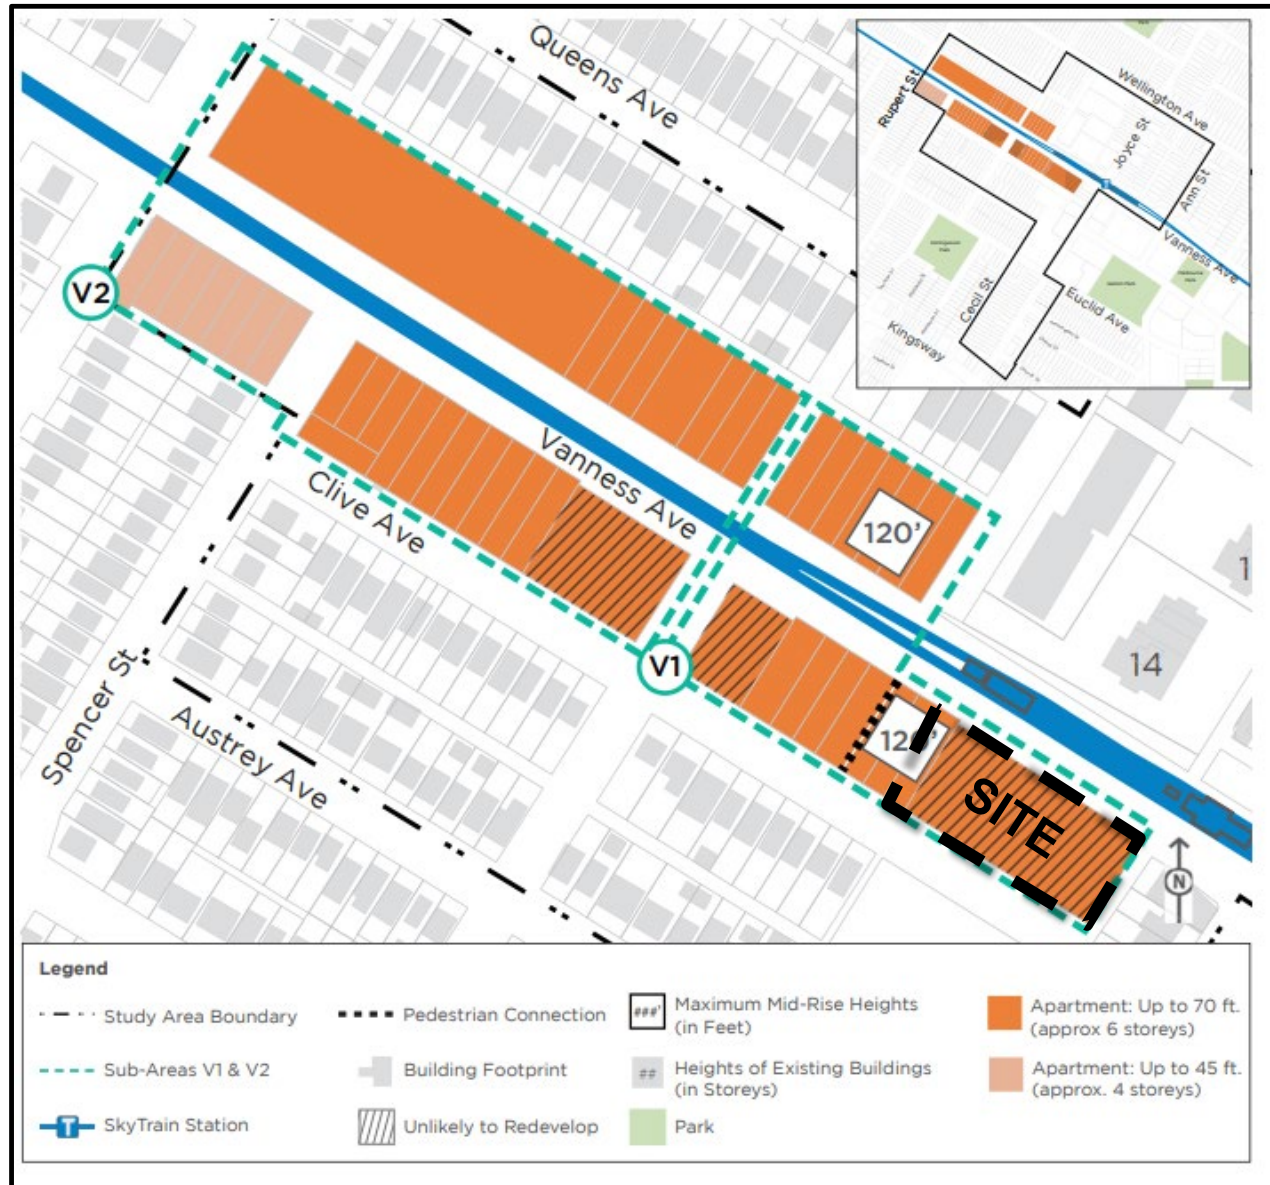 Queens Ave
Wellington Ave
Rupert St
Joyce St
Ann St
Vanness Ave
Euclid Ave
Cecil St
Kingsway
V2
Vanness Ave
120'
Clive Ave
V1
14
1
120'
Spencer St
Austrey Ave
SITE
N
Legend
Study Area Boundary
Pedestrian Connection
###'
Maximum Mid-Rise Heights
(in Feet)
Apartment: Up to 70 ft.
(approx 6 storeys)
Sub-Areas V1 & V2
Building Footprint
##
Heights of Existing Buildings
(in Storeys)
Apartment: Up to 45 ft.
(approx. 4 storeys)
T
SkyTrain Station
Unlikely to Redevelop
Park